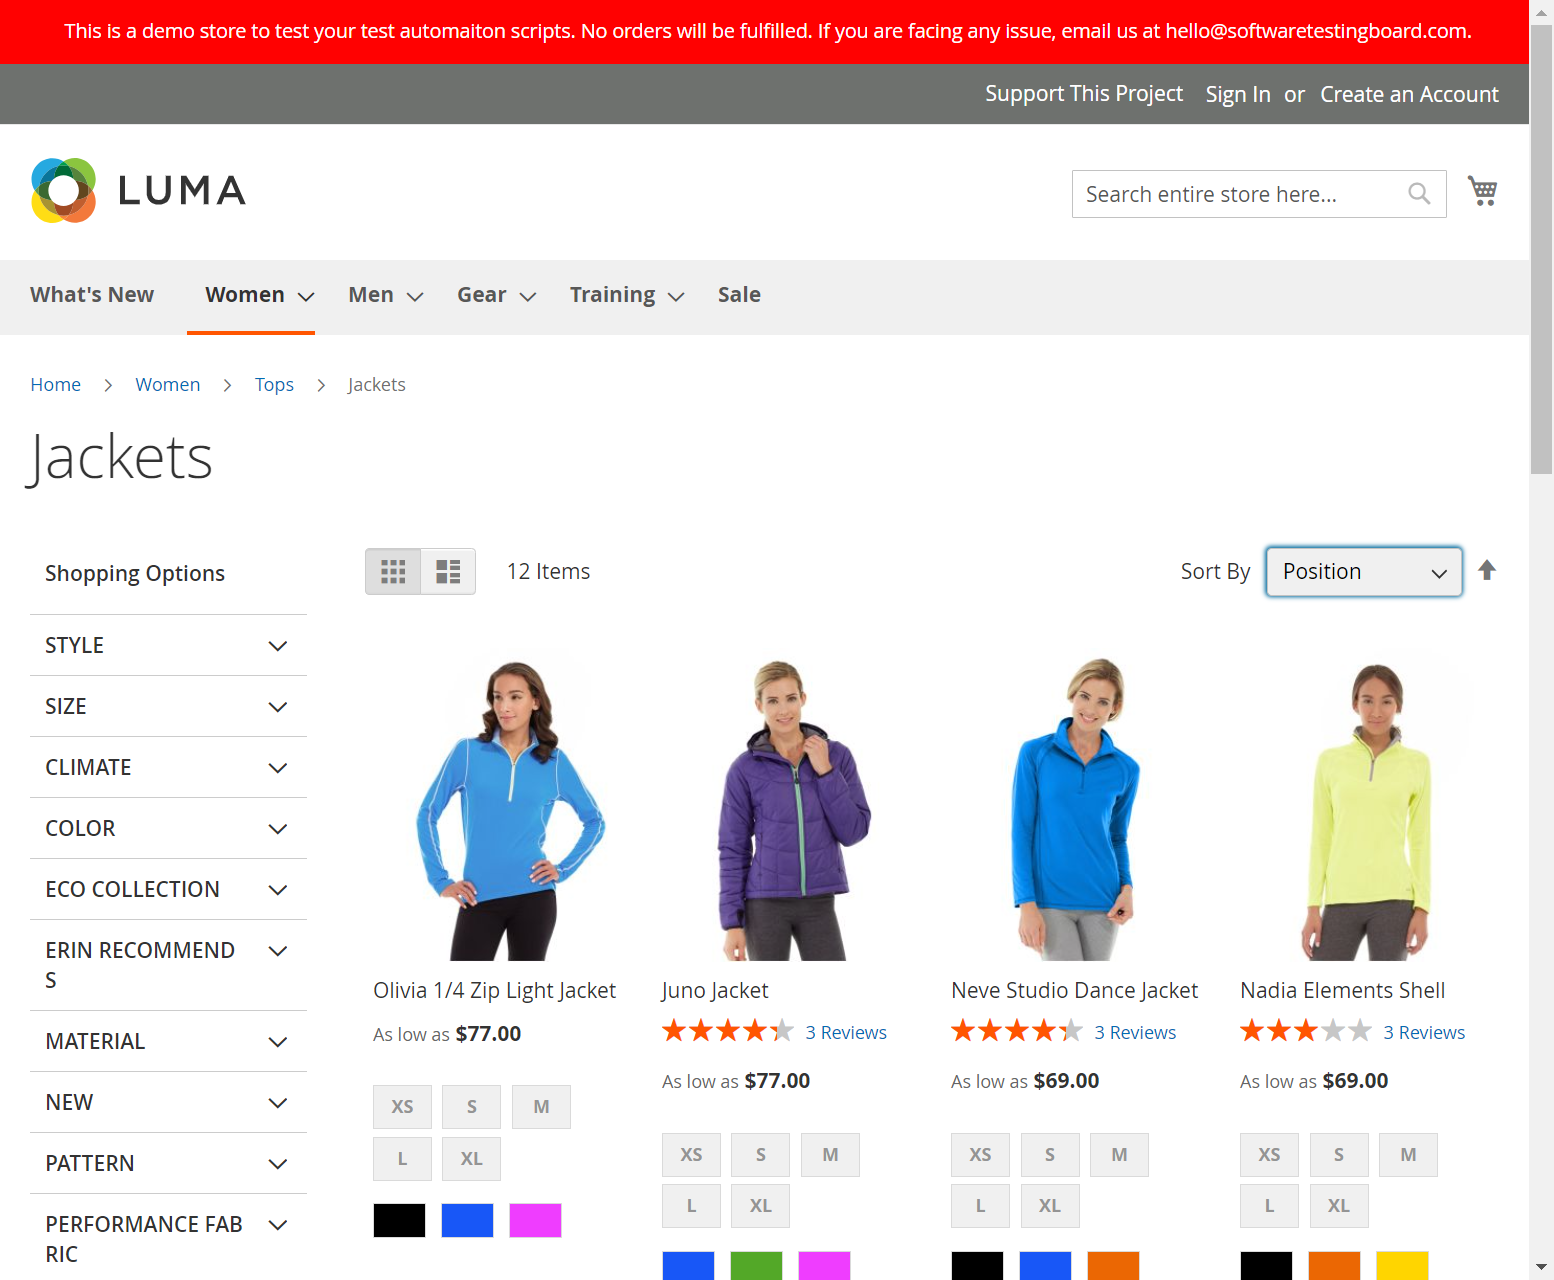 This is a demo store to test your test automaiton scripts. No orders will be fulfilled. If you are facing any issue, email us at hello@softwaretestingboard.com.
Support This Project Sign In or Create an Account
LUMA
Search entire store here...
What's New Women Men Gear Training Sale
Home Women Tops Jackets
Jackets
Shopping Options
STYLE
SIZE
CLIMATE
COLOR
ECO COLLECTION
ERIN RECOMMEND
S
MATERIAL
NEW
PATTERN
PERFORMANCE FAB
RIC
12 Items
Sort By Position
Olivia 1/4 Zip Light Jacket
As low as $77.00
XS S M
L XL
Juno Jacket
3 Reviews
As low as $77.00
XS S M
L XL
Neve Studio Dance Jacket
3 Reviews
As low as $69.00
XS S M
L XL
Nadia Elements Shell
3 Reviews
As low as $69.00
XS S M
L XL